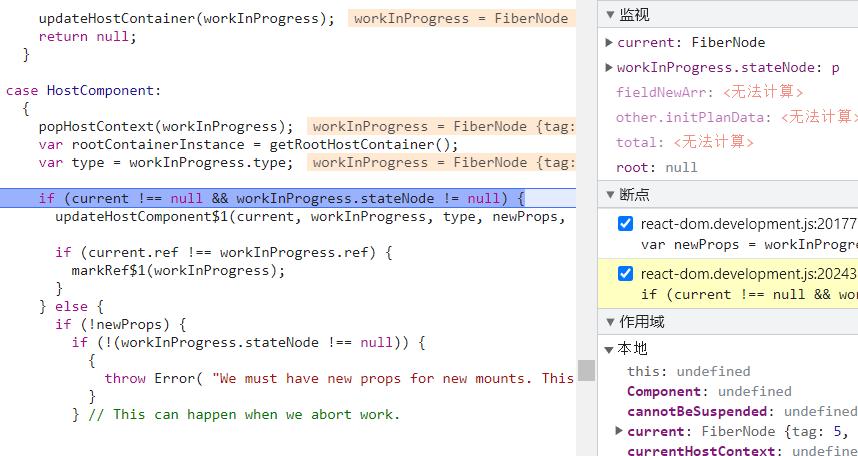 updateHostContainer(workInProgress); workInProgress = FiberNode
return null;
}
case HostComponent:
{
popHostContext(workInProgress); workInProgress = FiberNode {tag:
var rootContainerInstance = getRootHostContainer();
var type = workInProgress.type; workInProgress = FiberNode {tag:
if (current !== null && workInProgress.stateNode != null) {
updateHostComponent$1(current, workInProgress, type, newProps,
if (current.ref !== workInProgress.ref) {
markRef$1(workInProgress);
}
} else {
if (!newProps) {
if (!(workInProgress.stateNode !== null)) {
{
throw Error( "We must have new props for new mounts. This
}
} // This can happen when we abort work.
监视
current: FiberNode
workInProgress.stateNode: p
fieldNewArr: <无法计算>
other.initPlanData: <无法计算>
total: <无法计算>
root: null
断点
react-dom.development.js:20177
var newProps = workInProg
react-dom.development.js:20243
if (current !== null && wo
作用域
本地
this: undefined
Component: undefined
cannotBeSuspended: undefined
current: FiberNode {tag: 5,
currentHostContext: undefine